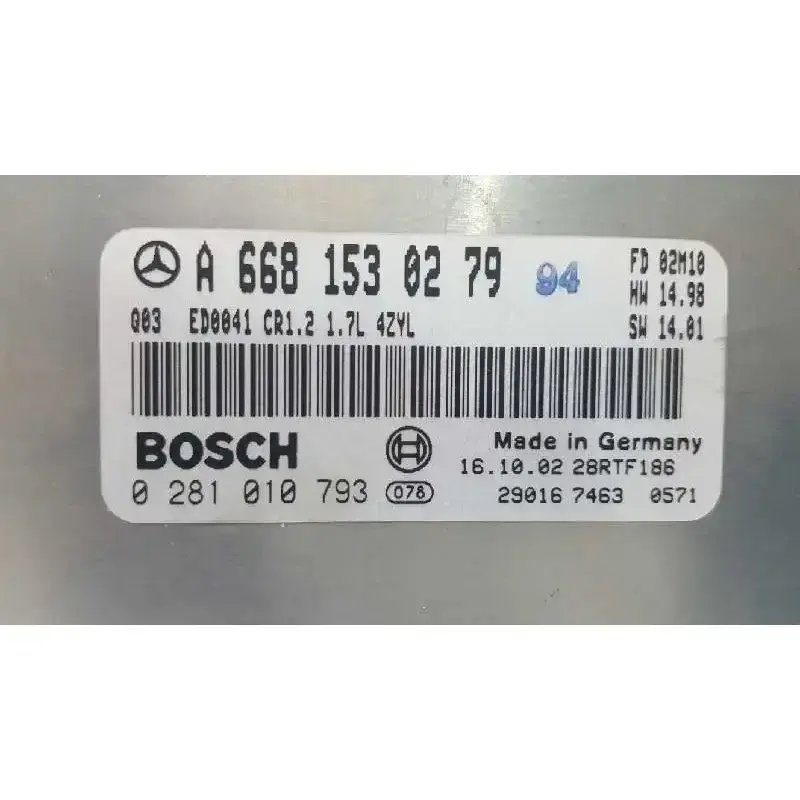 A 668 153 02 79 94 FD 02M10
HW 14.98
Q03 ED0041 CR1.2 1.7L 4ZYL SW 14.01
BOSCH Made in Germany
16.10.02 28RTF186
0 281 010 793 078 29016 7463 0571